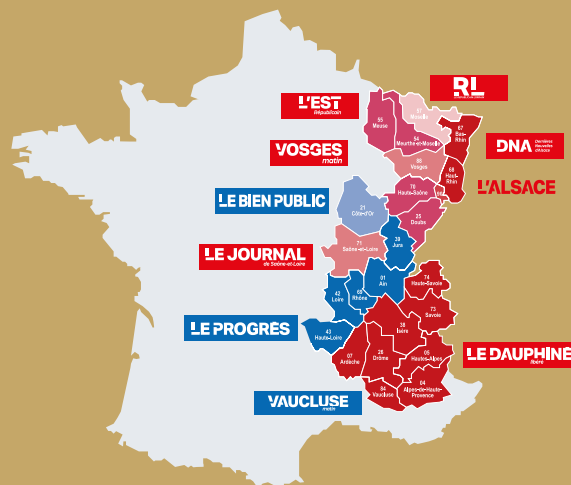 RL
57
Moselle
L'EST
Républicain
55
Meuse
54
Meurthe-et-Moselle
67
Bas-
Rhin
DNA
Dernières
Nouvelles
d'Alsace
VOSGES
matin
88
Vosges
68
Haut-
Rhin
L'ALSACE
70
Haute-Saône
90
LE BIEN PUBLIC
21
Côte-d'Or
25
Doubs
39
Jura
LE JOURNAL
de Saône-et-Loire
71
Saône-et-Loire
01
Ain
74
Haute-Savoie
42
Loire
69
Rhône
73
Savoie
LE PROGRÈS
43
Haute-Loire
38
Isère
07
Ardèche
26
Drôme
05
Hautes-Alpes
LE DAUPHINÉ
libéré
VAUCLUSE
matin
84
Vaucluse
04
Alpes-de-Haute-
Provence